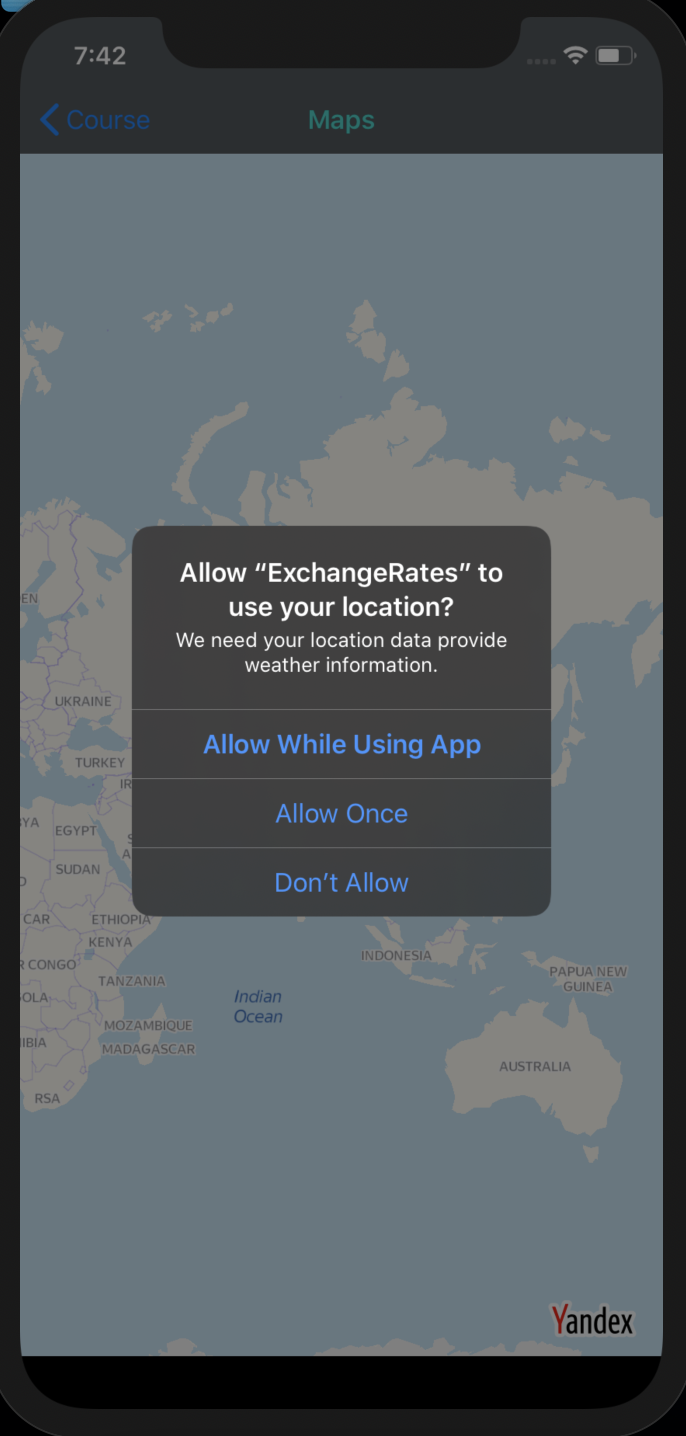 7:42
Course
Maps
EN
UKRAINE
TURKEY
IR
YA
EGYPT
S
A
SUDAN
D
CAR
ETHIOPIA
KENYA
R CONGO
TANZANIA
OLA
MOZAMBIQUE
IBIA
MADAGASCAR
RSA
Indian
Ocean
INDONESIA
PAPUA NEW
GUINEA
AUSTRALIA
Allow “ExchangeRates” to
use your location?
We need your location data provide
weather information.
Allow While Using App
Allow Once
Don’t Allow
Yandex